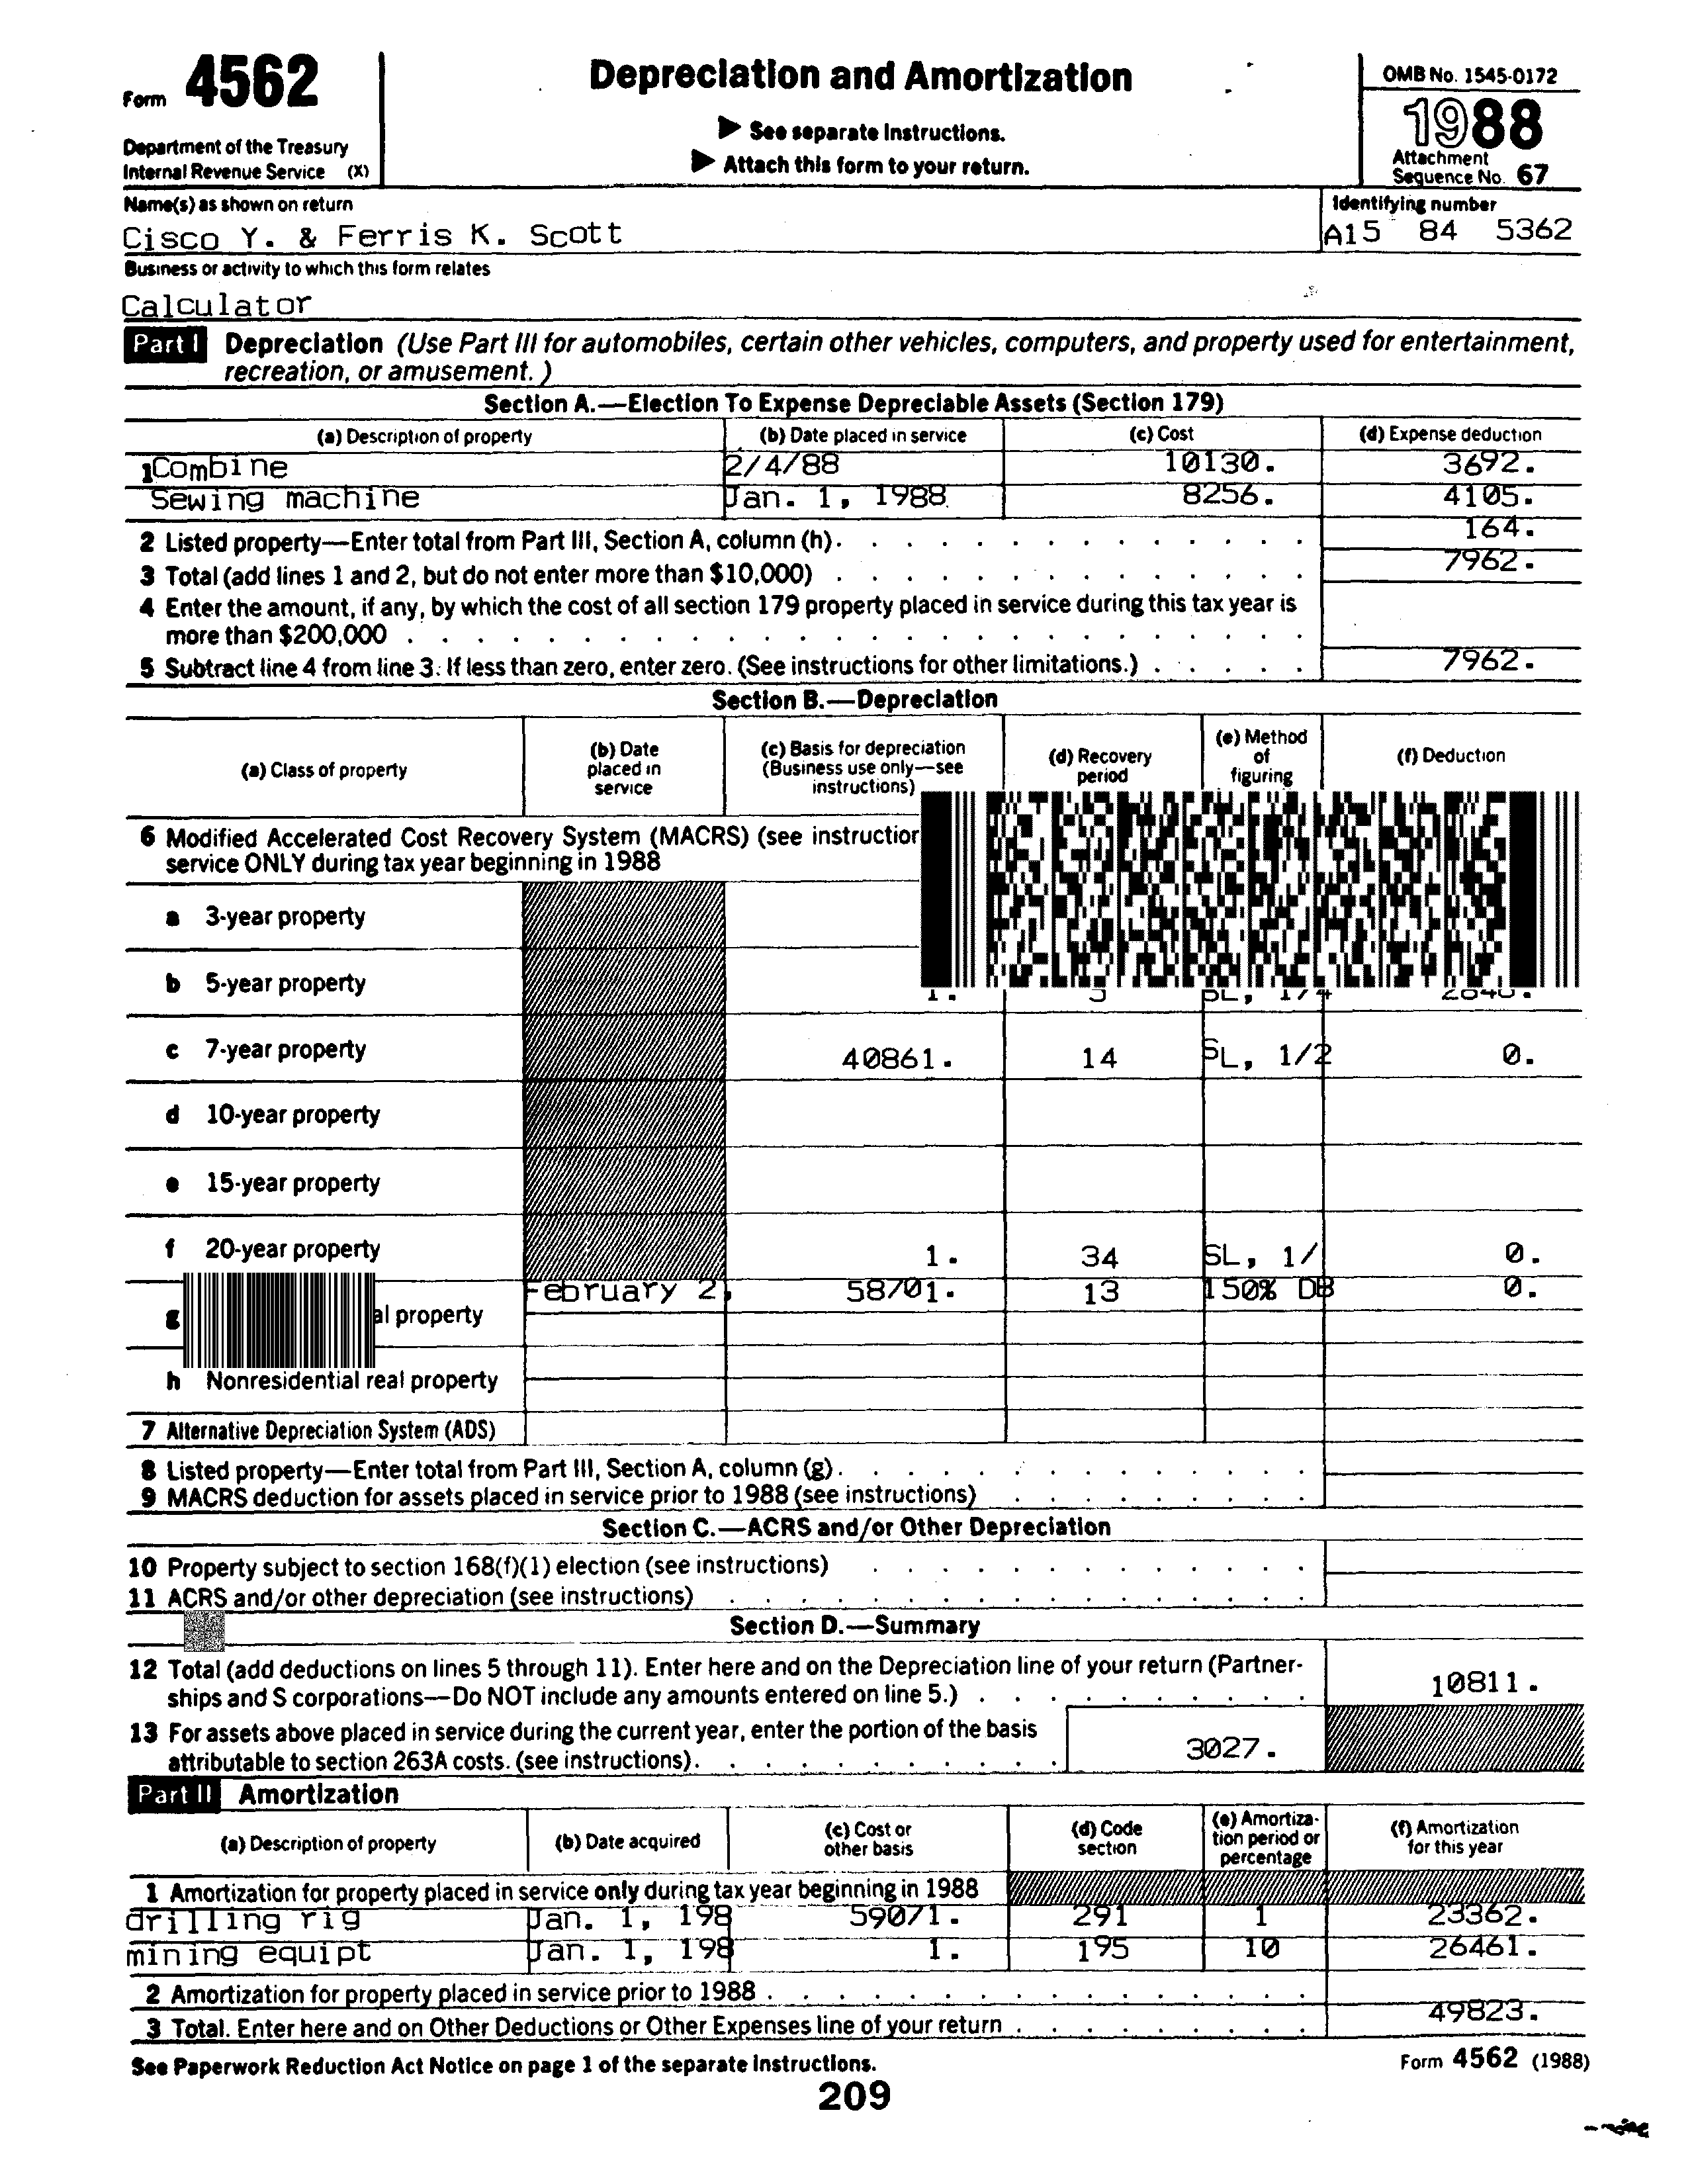 Form 4562
Department of the Treasury
Internal Revenue Service (X)
Depreciation and Amortization
▶ See separate instructions.
▶ Attach this form to your return.
OMB No. 1545-0172
1988
Attachment
Sequence No. 67
Name(s) as shown on return
Cisco Y. & Ferris K. Scott
Identifying number
A15 84 5362
Business or activity to which this form relates
Calculator
Part I Depreciation (Use Part III for automobiles, certain other vehicles, computers, and property used for entertainment,
recreation, or amusement. )
Section A.—Election To Expense Depreciable Assets (Section 179)
(a) Description of property (b) Date placed in service (c) Cost (d) Expense deduction
1 Combine 2/4/88 10130. 3692.
Sewing machine Jan. 1, 1988 8256. 4105.
2 Listed property—Enter total from Part III, Section A, column (h). 164.
3 Total (add lines 1 and 2, but do not enter more than $10,000) 7962.
4 Enter the amount, if any, by which the cost of all section 179 property placed in service during this tax year is
more than $200,000
5 Subtract line 4 from line 3. If less than zero, enter zero. (See instructions for other limitations.) 7962.
Section B.—Depreciation
(a) Class of property
(b) Date
placed in
service
(c) Basis for depreciation
(Business use only—see
instructions)
(d) Recovery
period
(e) Method
of
figuring
(f) Deduction
6 Modified Accelerated Cost Recovery System (MACRS) (see
service ONLY during tax year beginning in 1988
a 3-year property
b 5-year property 1.
c 7-year property 40861. 14 SL, 1/2 0.
d 10-year property
e 15-year property
f 20-year property 1. 34 SL, 1/ 0.
February 2, 58701. 13 150% DB 0.
g al property
h Nonresidential real property
7 Alternative Depreciation System (ADS)
8 Listed property—Enter total from Part III, Section A, column (g).
9 MACRS deduction for assets placed in service prior to 1988 (see instructions)
Section C.—ACRS and/or Other Depreciation
10 Property subject to section 168(f)(1) election (see instructions)
11 ACRS and/or other depreciation (see instructions)
Section D.—Summary
12 Total (add deductions on lines 5 through 11). Enter here and on the Depreciation line of your return (Partner-
ships and S corporations—Do NOT include any amounts entered on line 5.) 10811.
13 For assets above placed in service during the current year, enter the portion of the basis
attributable to section 263A costs. (see instructions). 3027.
Part II Amortization
(a) Description of property
(b) Date acquired
(c) Cost or
other basis
(d) Code
section
(e) Amortiza-
tion period or
percentage
(f) Amortization
for this year
1 Amortization for property placed in service only during tax year beginning in 1988
drilling rig Jan. 1, 198 59071. 291 1 23362.
mining equipt Jan. 1, 198 1. 195 10 26461.
2 Amortization for property placed in service prior to 1988
3 Total. Enter here and on Other Deductions or Other Expenses line of your return 49823.
See Paperwork Reduction Act Notice on page 1 of the separate instructions.
Form 4562 (1988)
209